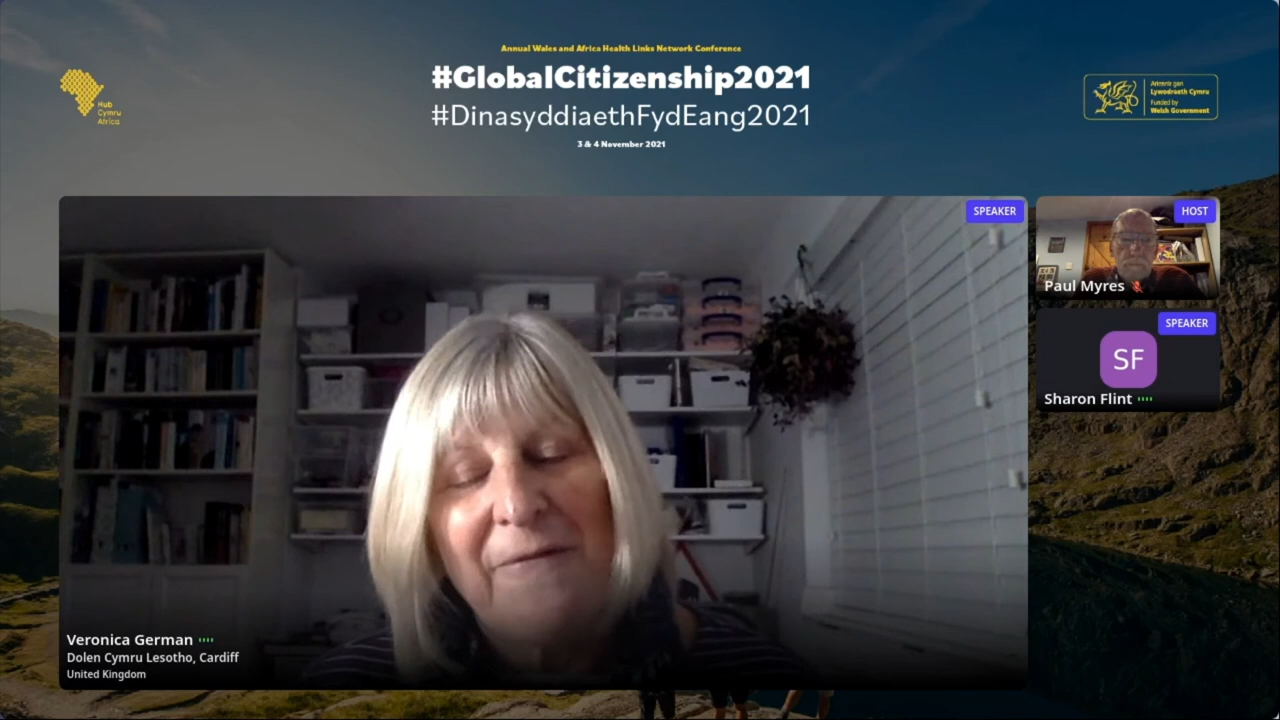 Annual Wales and Africa Health Links Network Conference
#GlobalCitizenship2021
#DinasyddiaethFydEang2021
3 & 4 November 2021
Hub
Cymru
Africa
Ariennir gan
Lywodraeth Cymru
Funded by
Welsh Government
SPEAKER
HOST
Paul Myres
SPEAKER
SF
Sharon Flint
Veronica German
Dolen Cymru Lesotho, Cardiff
United Kingdom